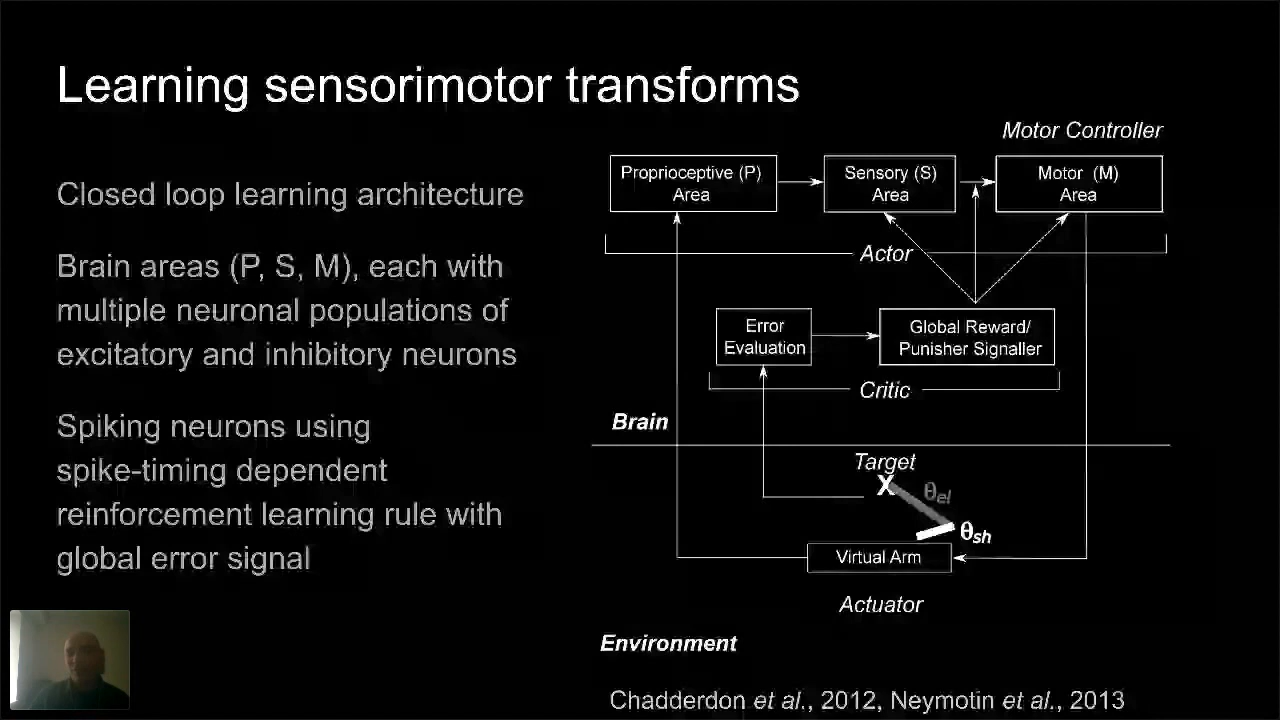 Learning sensorimotor transforms
Closed loop learning architecture
Brain areas (P, S, M), each with
multiple neuronal populations of
excitatory and inhibitory neurons
Spiking neurons using
spike-timing dependent
reinforcement learning rule with
global error signal
Motor Controller
Proprioceptive (P)
Area
Sensory (S)
Area
Motor (M)
Area
Actor
Error
Evaluation
Global Reward/
Punisher Signaller
Critic
Brain
Target
X
θel
θsh
Virtual Arm
Actuator
Environment
Chadderdon et al., 2012, Neymotin et al., 2013